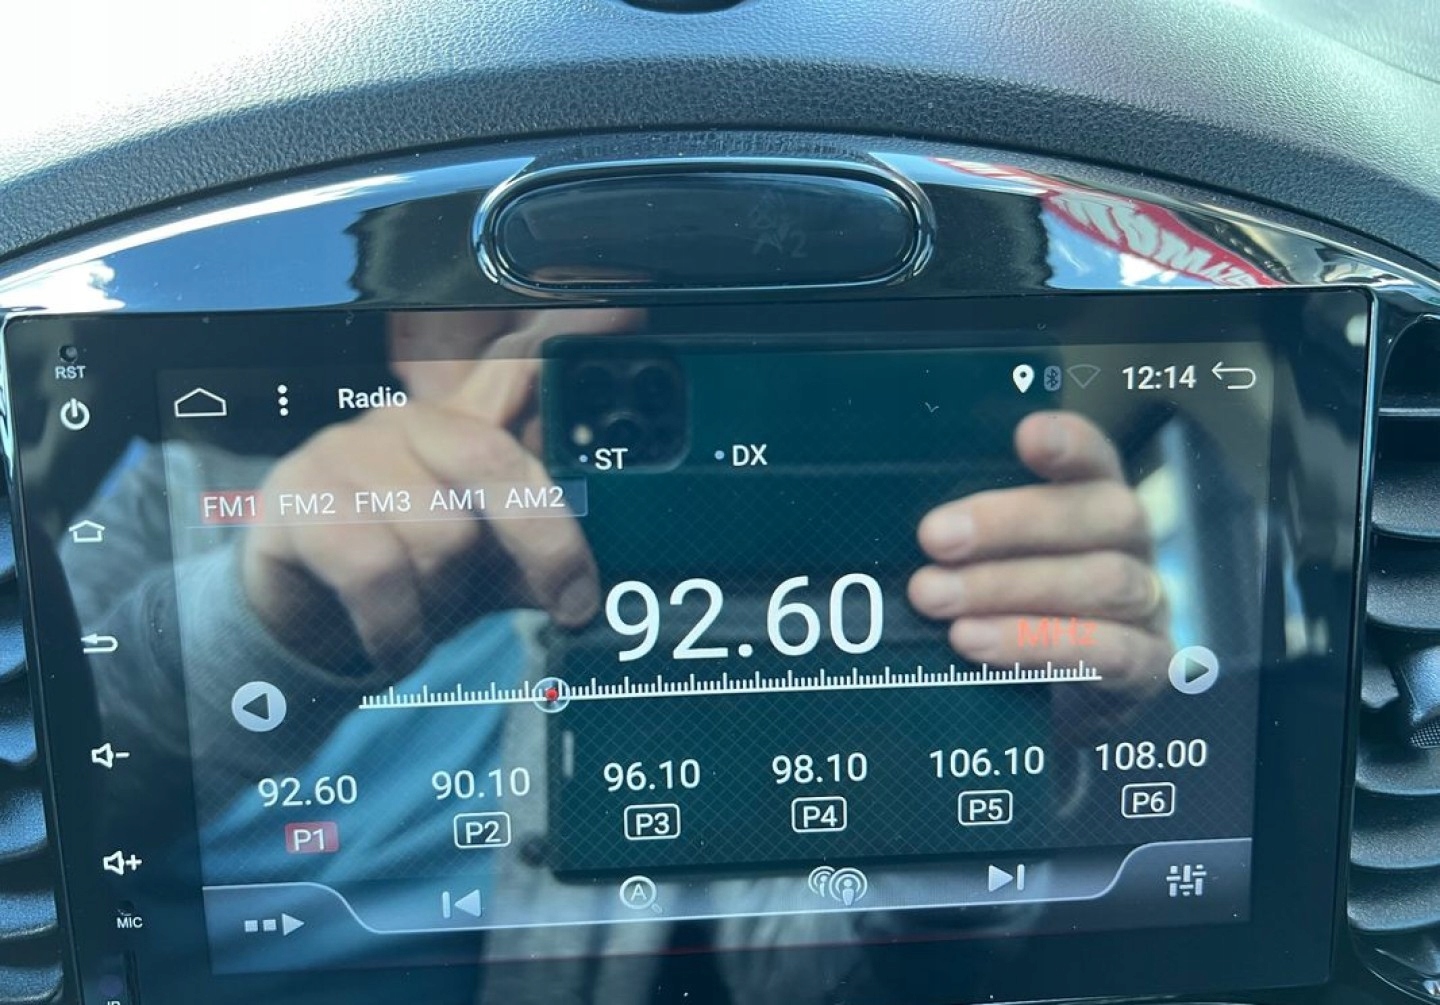 RST
Radio
12:14
ST DX
FM1 FM2 FM3 AM1 AM2
92.60
MHz
92.60 90.10 96.10 98.10 106.10 108.00
P1 P2 P3 P4 P5 P6
A
MIC